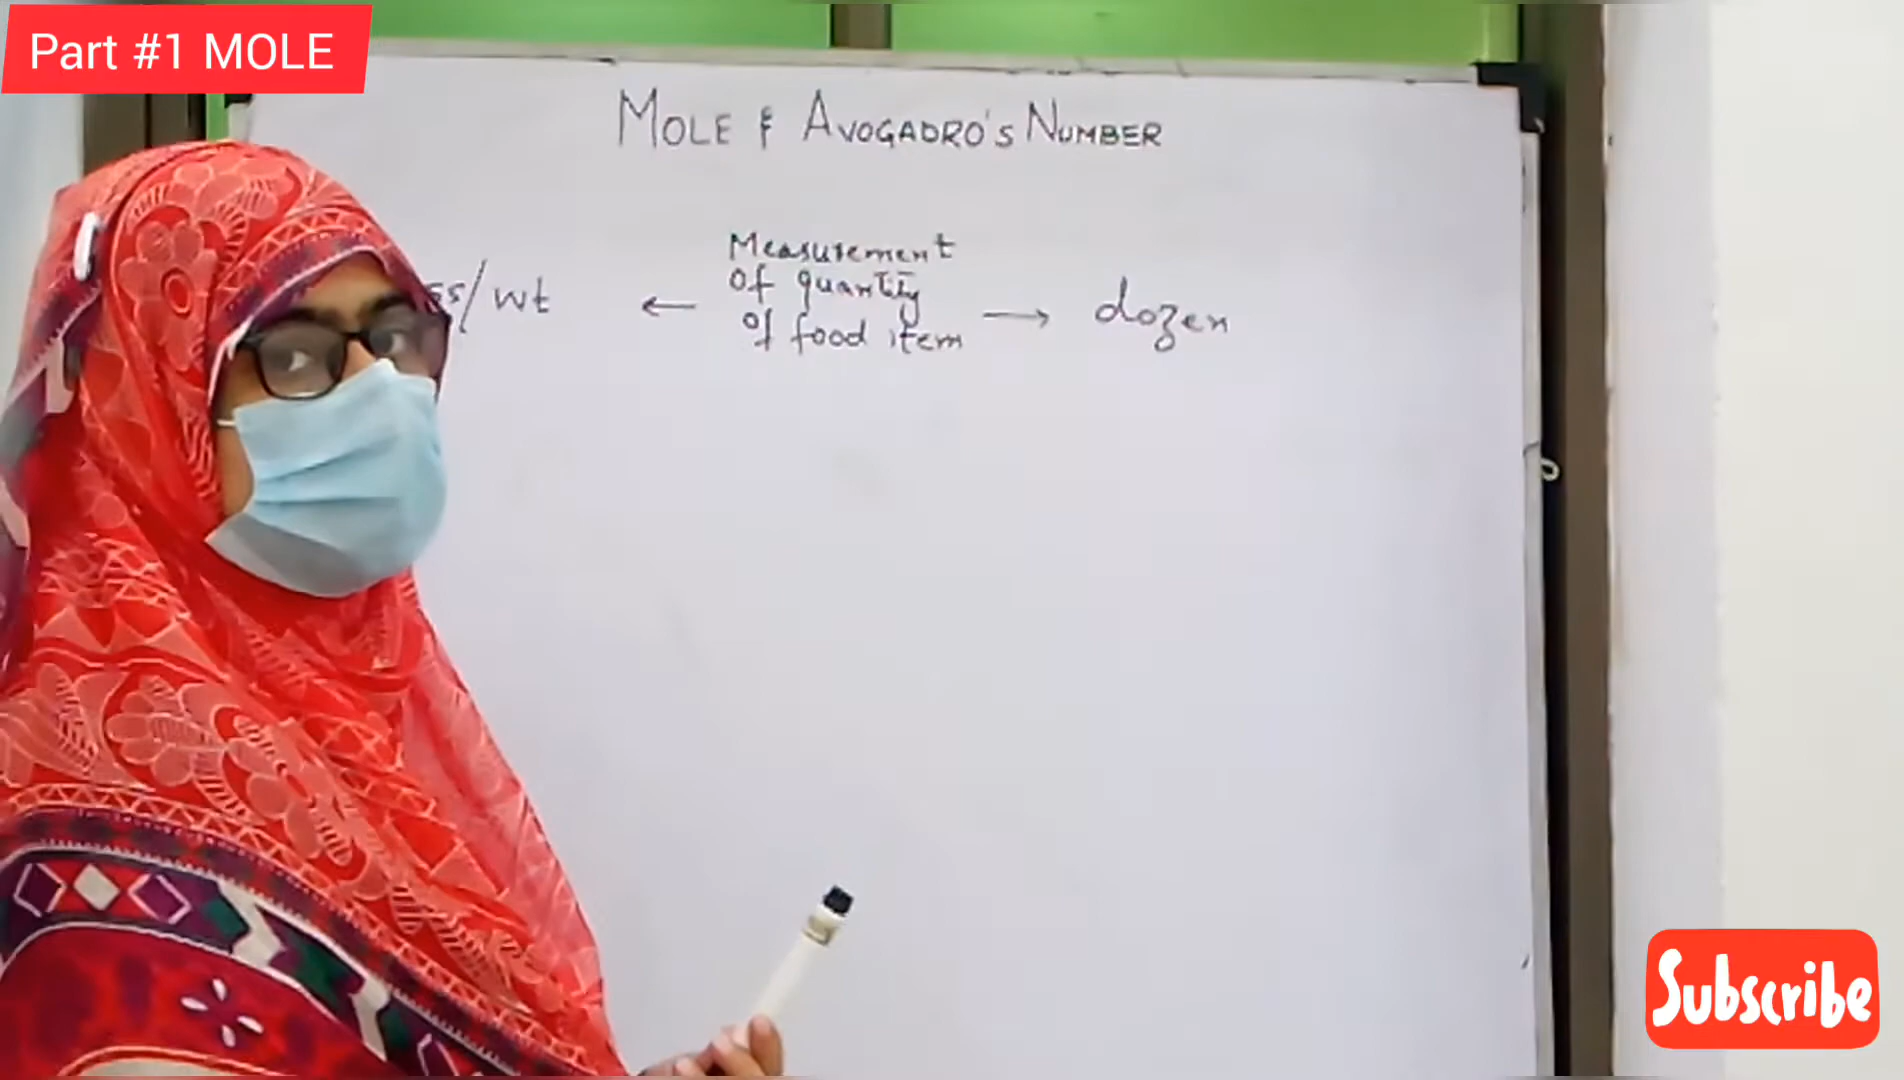 Part #1 MOLE
MOLE & AVOGADRO'S NUMBER
ss/wt ← Measurement
of quantity
of food item → dozen
Subscribe